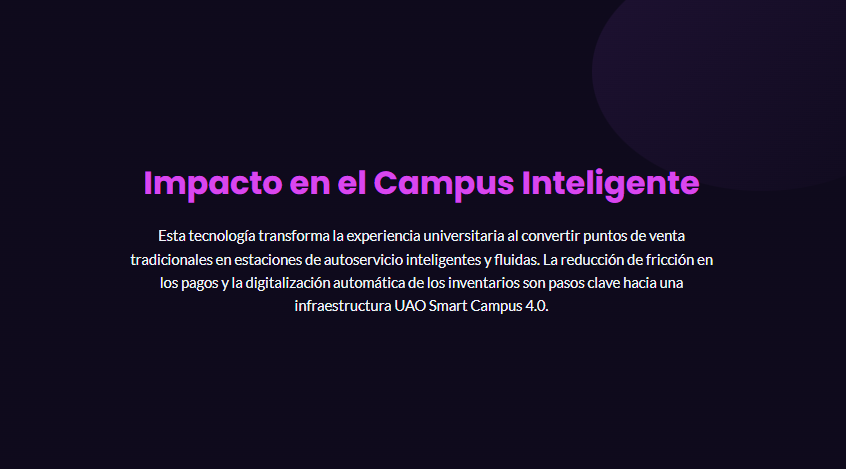 Impacto en el Campus Inteligente
Esta tecnología transforma la experiencia universitaria al convertir puntos de venta
tradicionales en estaciones de autoservicio inteligentes y fluidas. La reducción de fricción en
los pagos y la digitalización automática de los inventarios son pasos clave hacia una
infraestructura UAO Smart Campus 4.0.